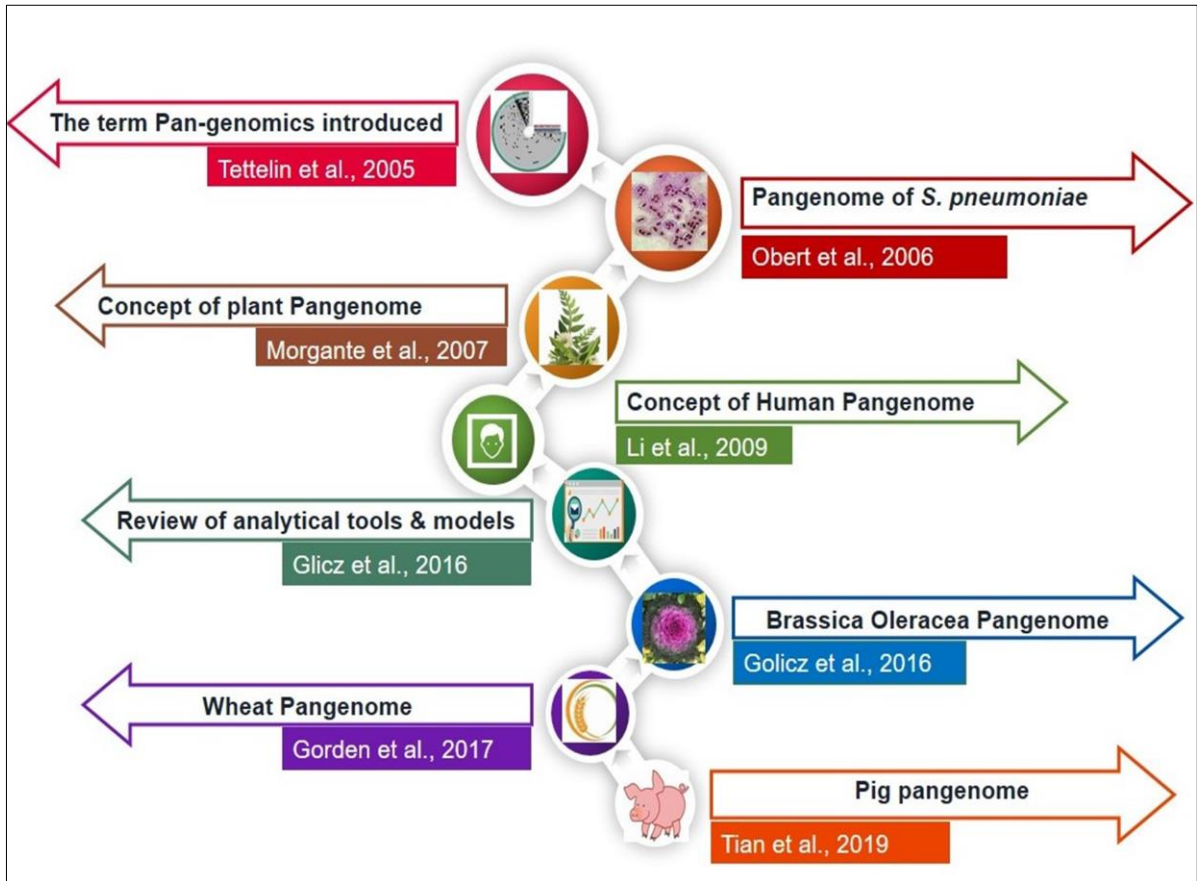 The term Pan-genomics introduced
Tettelin et al., 2005
Pangenome of S. pneumoniae
Obert et al., 2006
Concept of plant Pangenome
Morgante et al., 2007
Concept of Human Pangenome
Li et al., 2009
Review of analytical tools & models
Glicz et al., 2016
Brassica Oleracea Pangenome
Golicz et al., 2016
Wheat Pangenome
Gorden et al., 2017
Pig pangenome
Tian et al., 2019